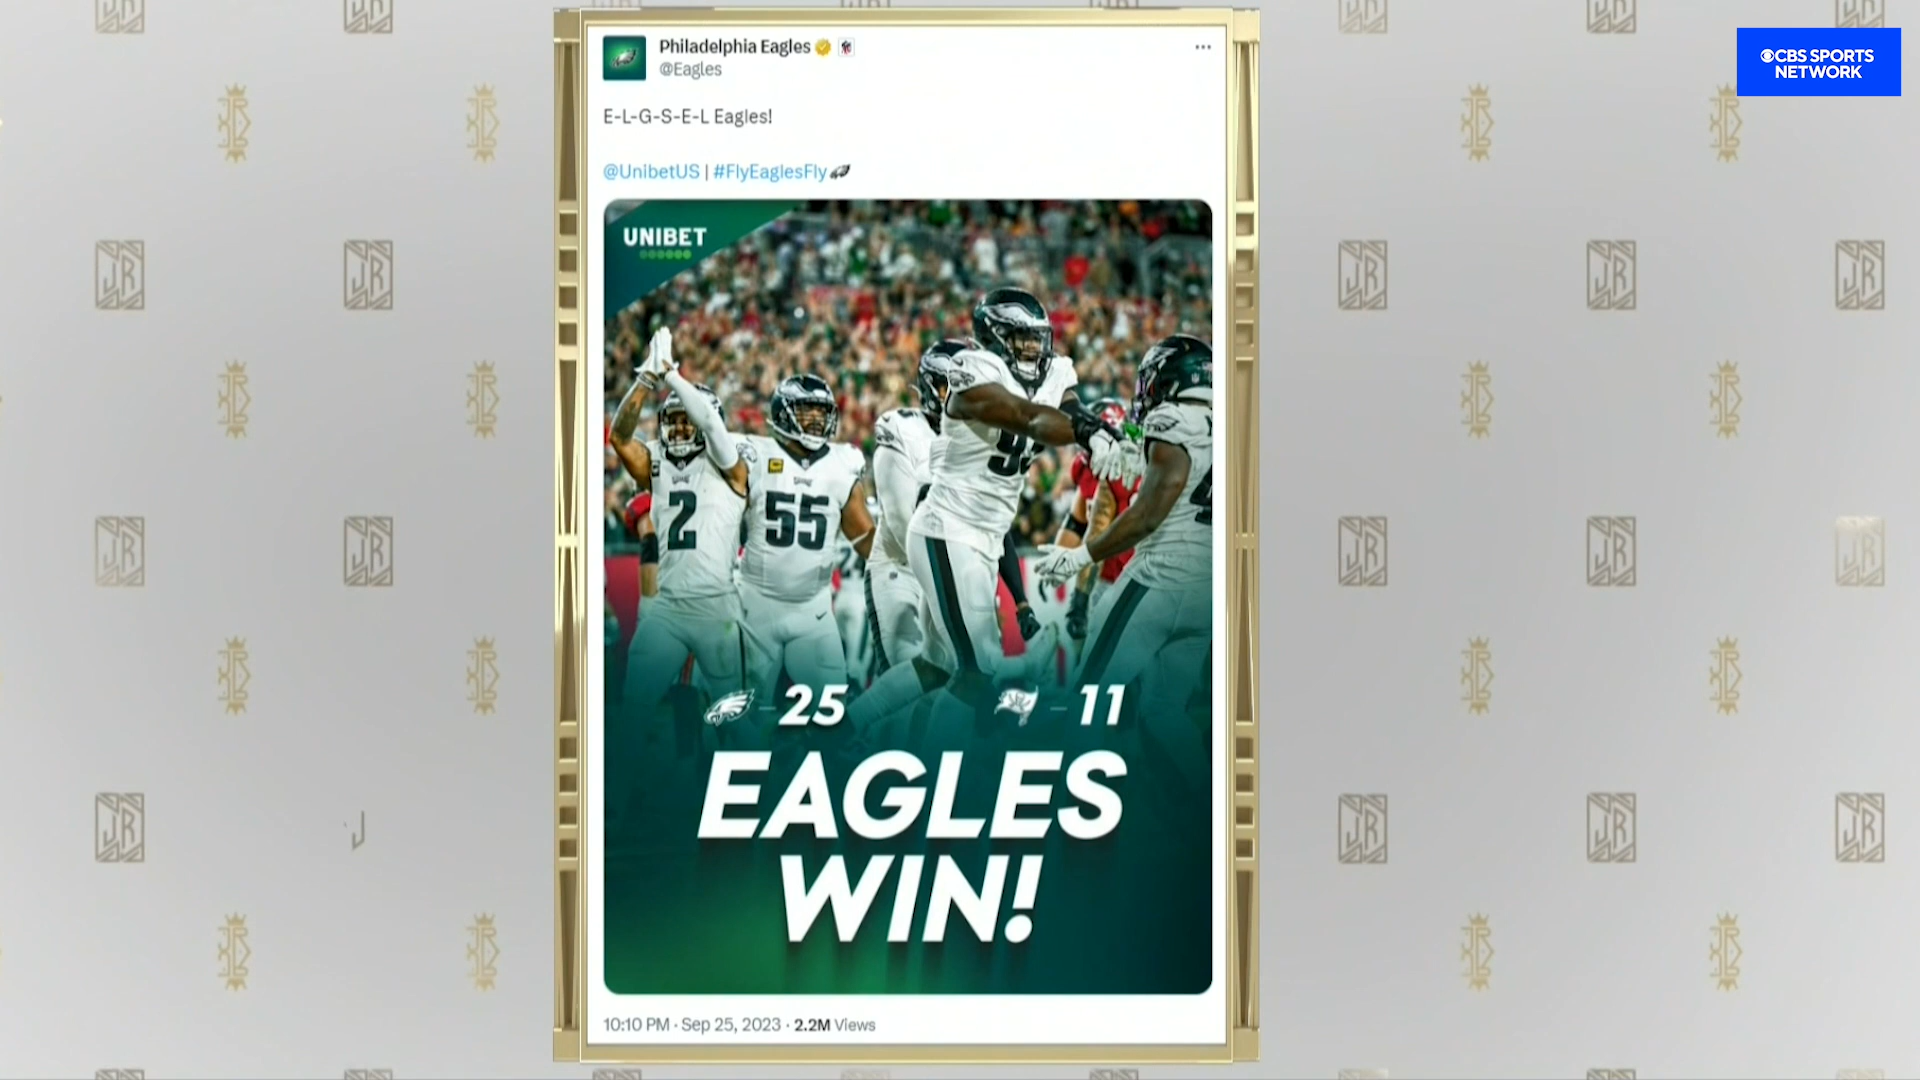 Philadelphia Eagles
@Eagles
E-L-G-S-E-L Eagles!
@UnibetUS | #FlyEaglesFly
UNIBET
2
55
25
11
EAGLES
WIN!
10:10 PM · Sep 25, 2023 · 2.2M Views
CBS SPORTS
NETWORK
JR